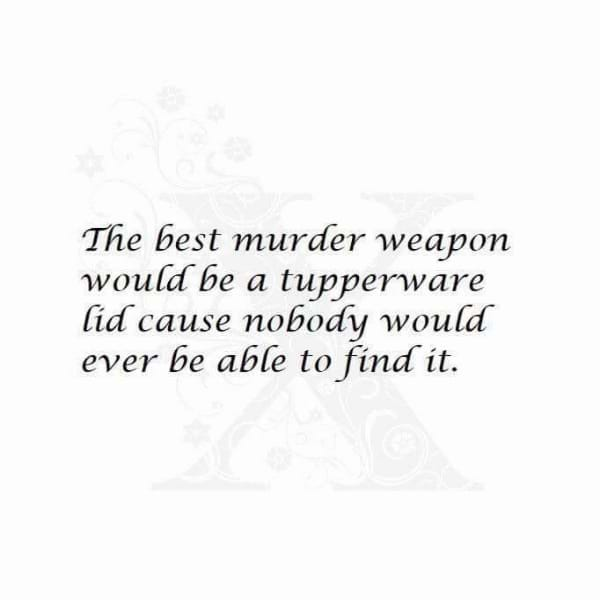 The best murder weapon
would be a tupperware
lid cause nobody would
ever be able to find it.